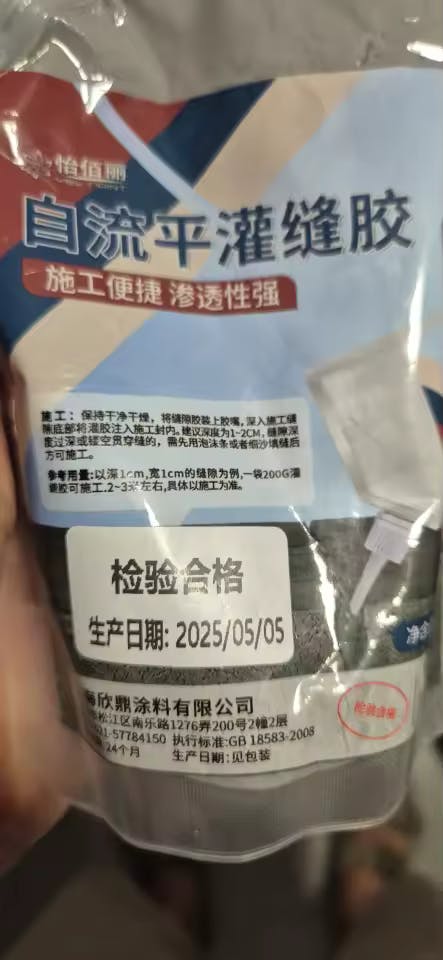 怡佰丽
自流平灌缝胶
施工便捷 渗透性强
施工：保持干净干燥，将缝隙胶装上胶嘴，深入施工缝
隙底部将灌胶注入施工封内。建议深度为1~2CM，缝隙深
度过深或镂空贯穿缝的，需先用泡沫条或者细沙填缝后
方可施工。
参考用量：以深1cm，宽1cm的缝隙为例，一袋200G灌
缝胶可施工.2~3米左右，具体以施工为准。
检验合格
生产日期: 2025/05/05
净含
欣鼎涂料有限公司
松江区南乐路1276弄200号2幢2层
21-57784150 执行标准:GB 18583-2008
24个月 生产日期:见包装
检验合格